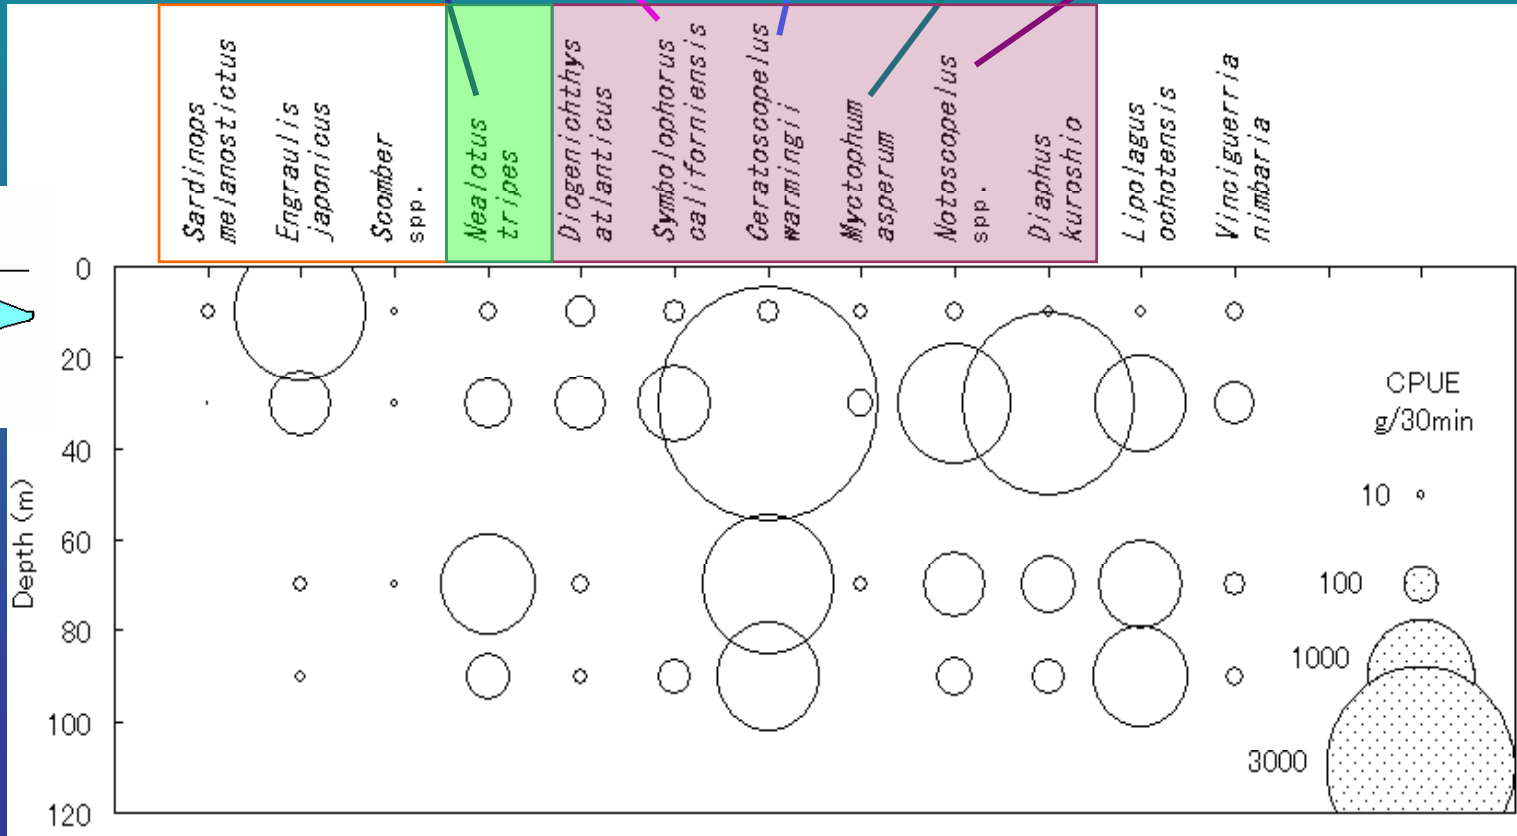 Sardinops
melanostictus
Engraulis
japonicus
Scomber
spp.
Nealotus
tripes
Diogenichthys
atlanticus
Symbolophorus
californiensis
Ceratoscopelus
warmingii
Myctophum
asperum
Notoscopelus
spp.
Diaphus
kuroshio
Lipolagus
ochotensis
Vinciguerria
nimbaria
0
20
40
60
80
100
120
Depth (m)
CPUE
g/30min
10
100
1000
3000